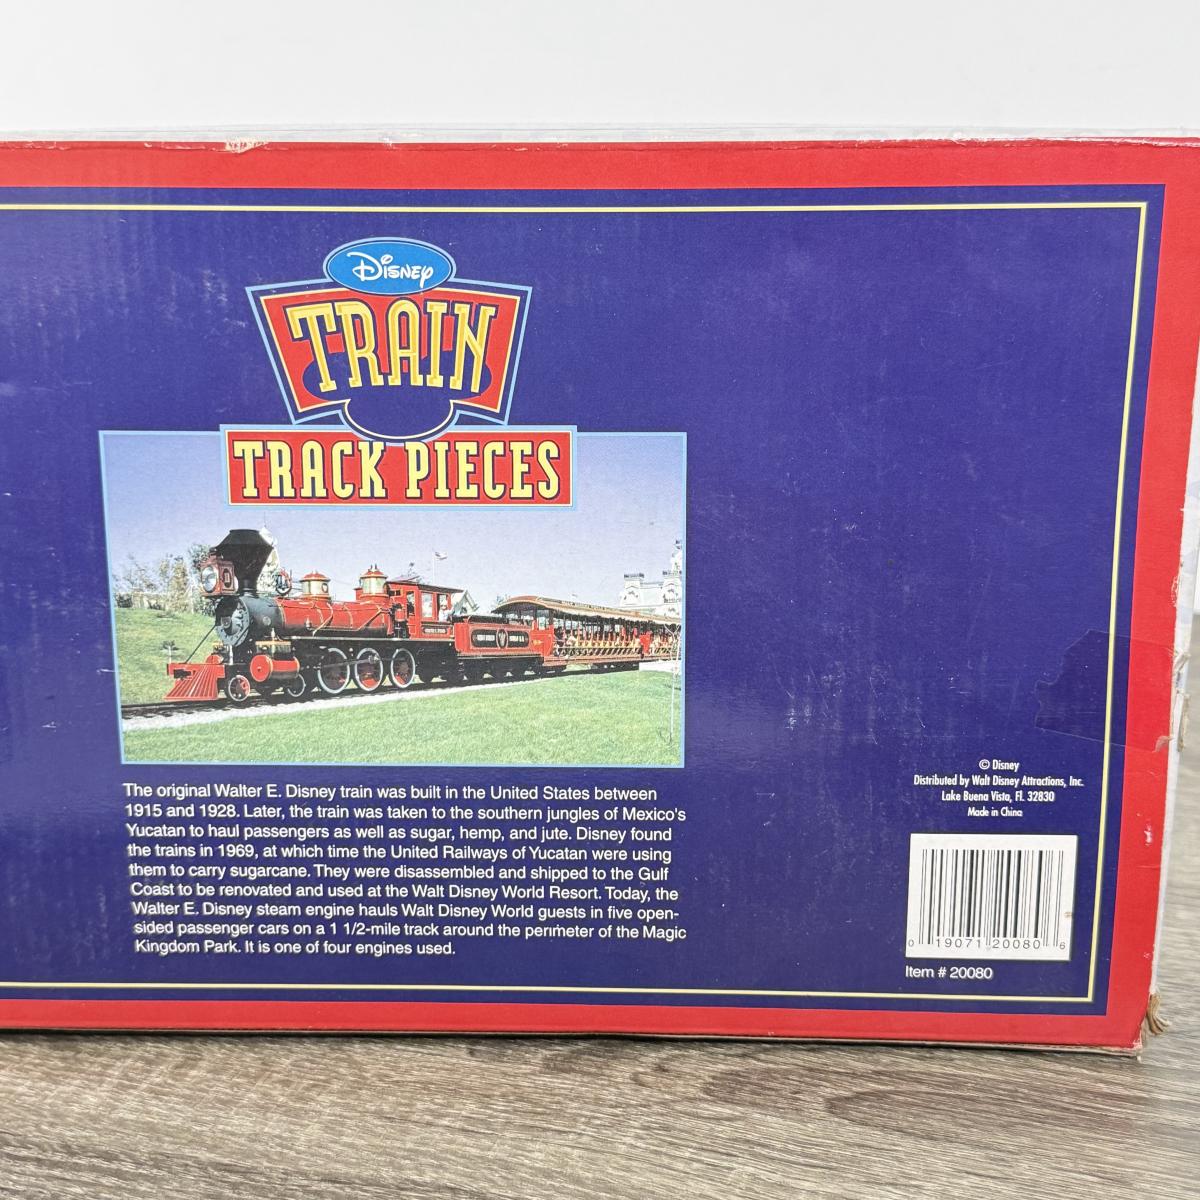 Disney
TRAIN
TRACK PIECES
The original Walter E. Disney train was built in the United States between
1915 and 1928. Later, the train was taken to the southern jungles of Mexico's
Yucatan to haul passengers as well as sugar, hemp, and jute. Disney found
the trains in 1969, at which time the United Railways of Yucatan were using
them to carry sugarcane. They were disassembled and shipped to the Gulf
Coast to be renovated and used at the Walt Disney World Resort. Today, the
Walter E. Disney steam engine hauls Walt Disney World guests in five open-
sided passenger cars on a 1 1/2-mile track around the perimeter of the Magic
Kingdom Park. It is one of four engines used.
© Disney
Distributed by Walt Disney Attractions, Inc.
Lake Buena Vista, Fl. 32830
Made in China
0 19071 20080 6
Item # 20080